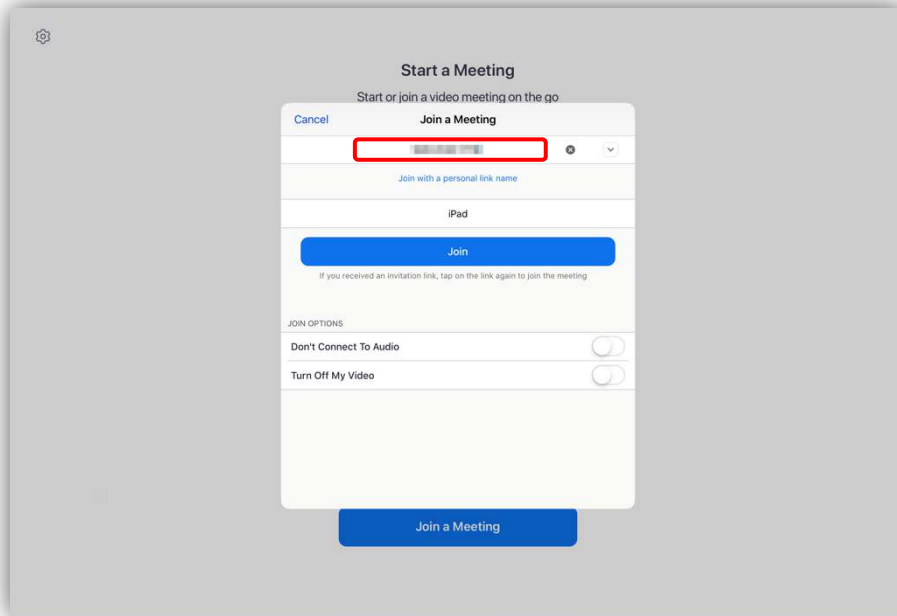 Start a Meeting
Start or join a video meeting on the go
Cancel
Join a Meeting
Join with a personal link name
iPad
Join
If you received an invitation link, tap on the link again to join the meeting
JOIN OPTIONS
Don't Connect To Audio
Turn Off My Video
Join a Meeting